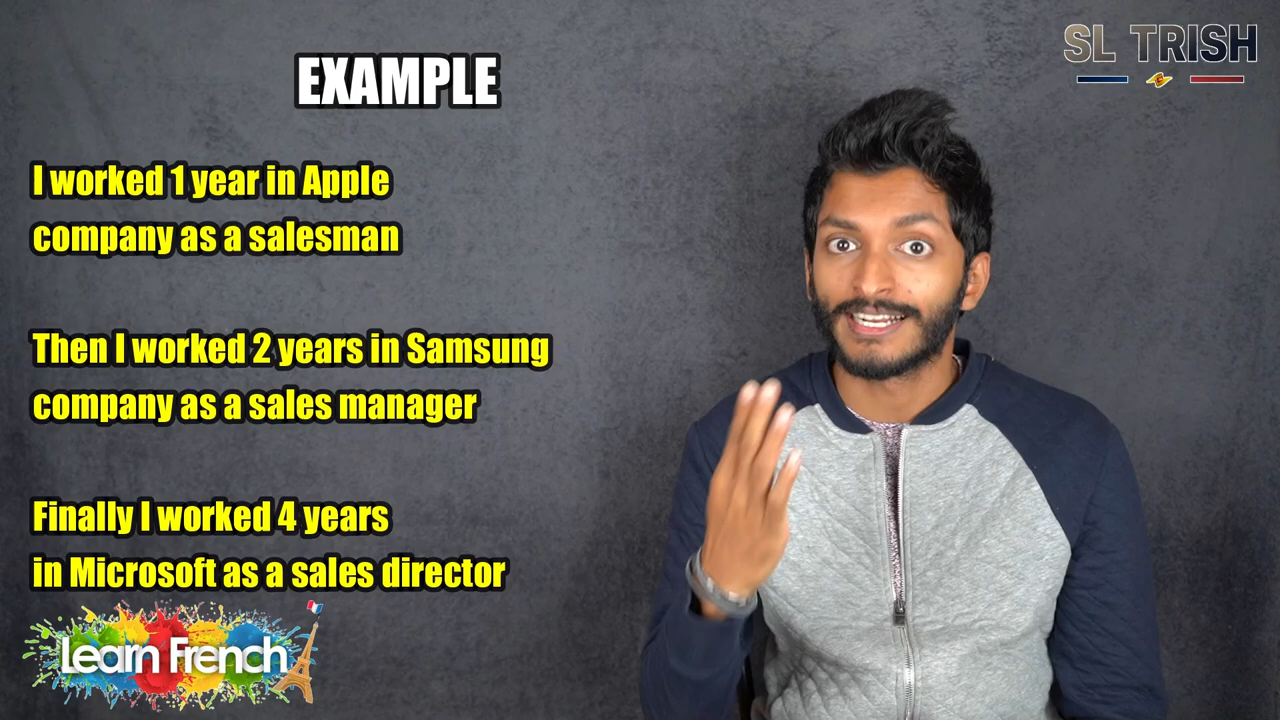 SL TRISH
EXAMPLE
I worked 1 year in Apple
company as a salesman
Then I worked 2 years in Samsung
company as a sales manager
Finally I worked 4 years
in Microsoft as a sales director
Learn French